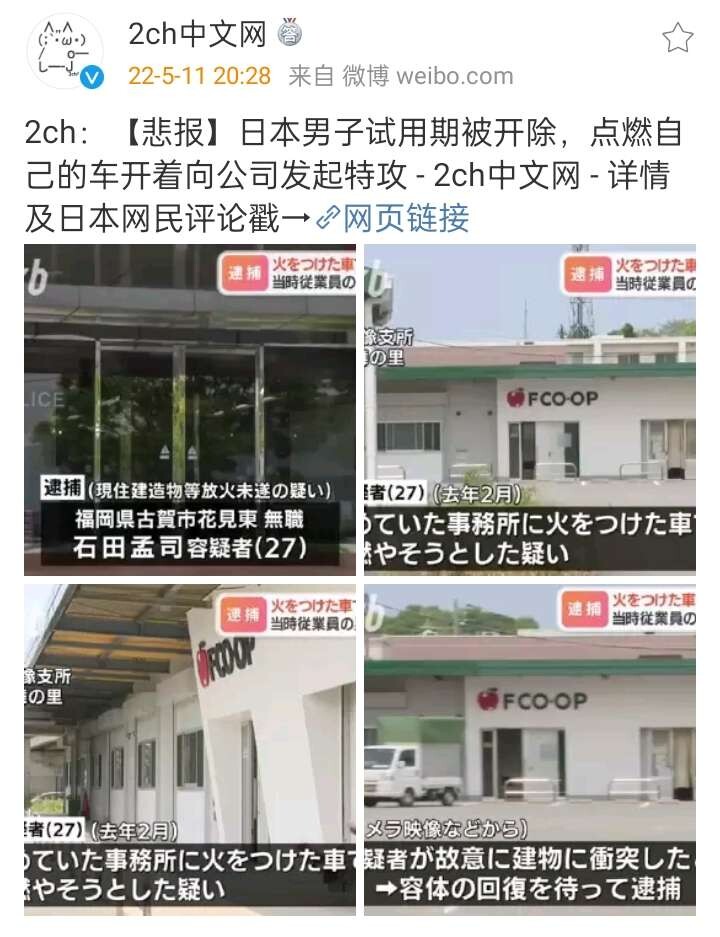 2ch中文网
22-5-11 20:28 来自 微博 weibo.com
2ch：【悲报】日本男子试用期被开除，点燃自
己的车开着向公司发起特攻 - 2ch中文网 - 详情
及日本网民评论戳→网页链接
逮捕 火をつけた車
当時従業員の
逮捕 (現住建造物等放火未遂の疑い)
福岡県古賀市花見東 無職
石田孟司容疑者(27)
逮捕 火をつけた車
当時従業員の
像支所
の里
FCO·OP
者(27) (去年2月)
ていた事務所に火をつけた車
燃やそうとした疑い
逮捕 火をつけた車
当時従業員の
像支所
の里
FCO·OP
者(27) (去年2月)
ていた事務所に火をつけた車で
燃やそうとした疑い
逮捕 火をつけた車
当時従業員の
FCO·OP
メラ映像などから)
疑者が故意に建物に衝突した
➡容体の回復を待って逮捕